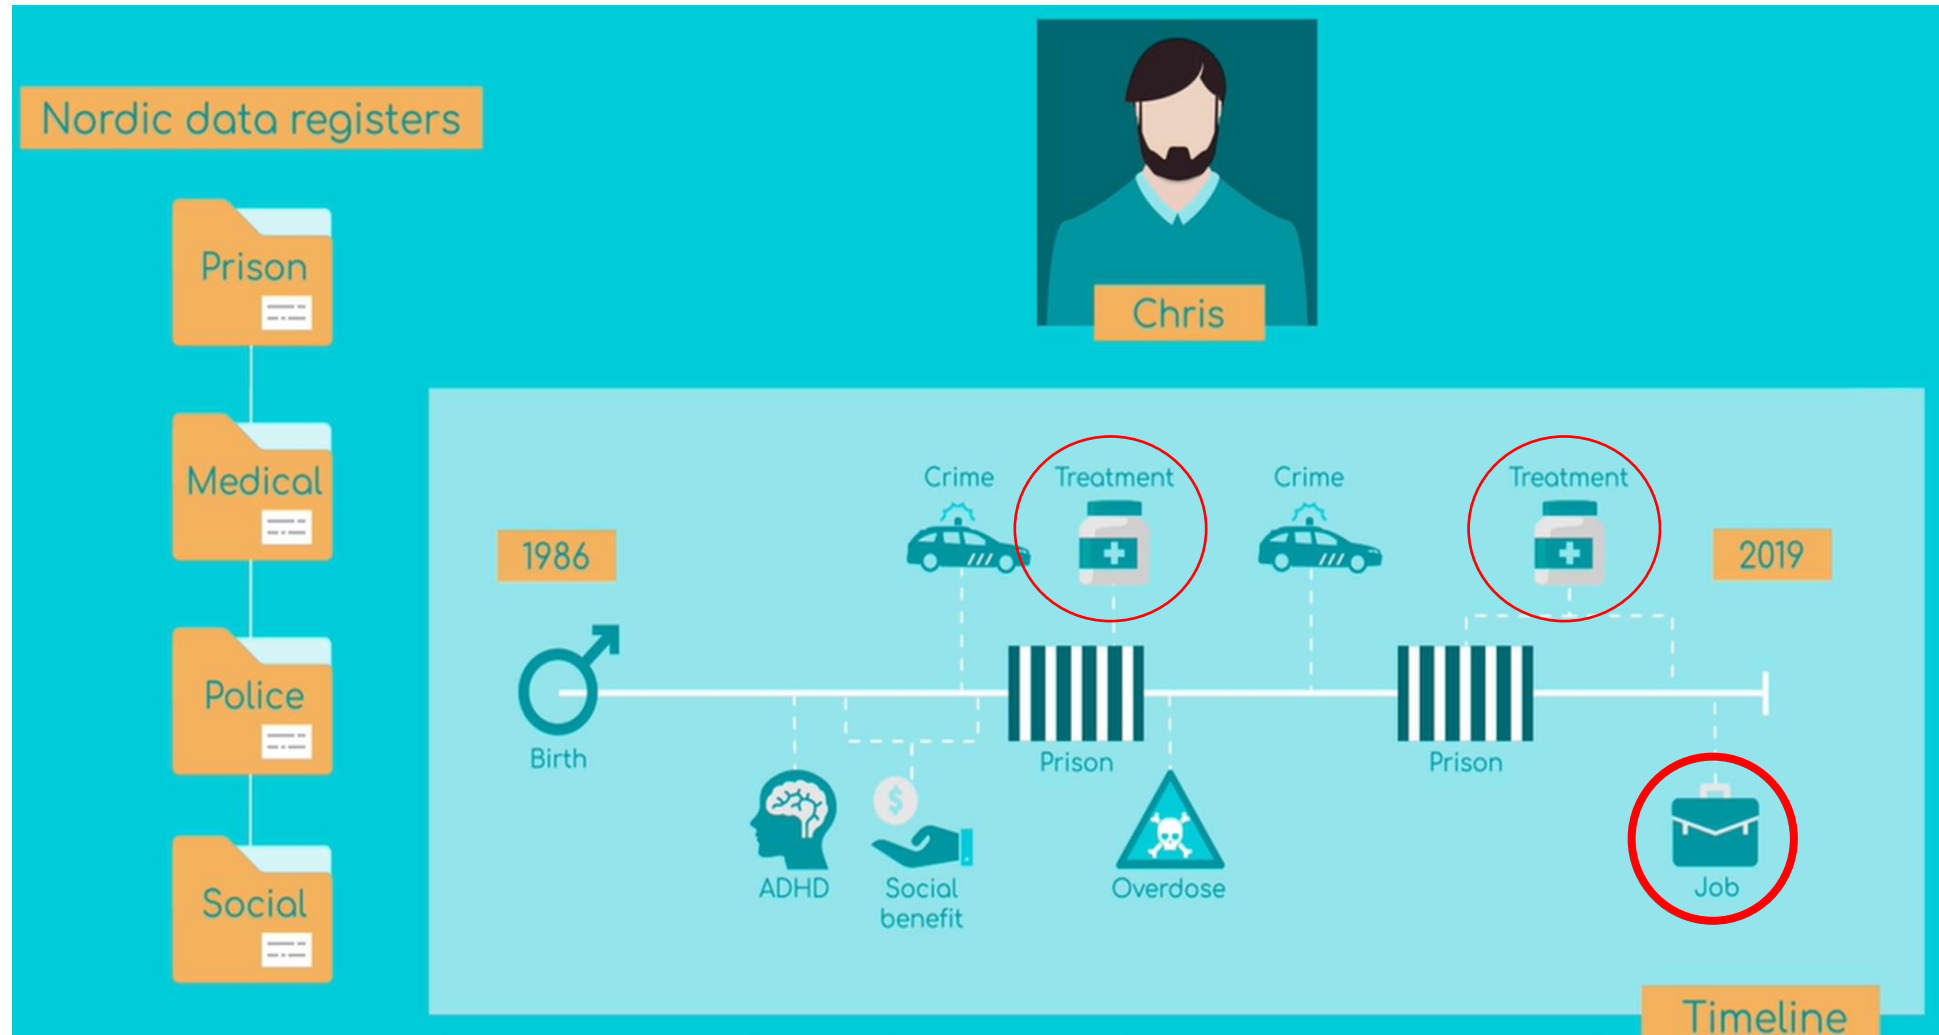 Nordic data registers
Prison
Medical
Police
Social
Chris
Crime
Treatment
Crime
Treatment
1986
2019
Birth
Prison
Prison
ADHD
Social
benefit
Overdose
Job
Timeline